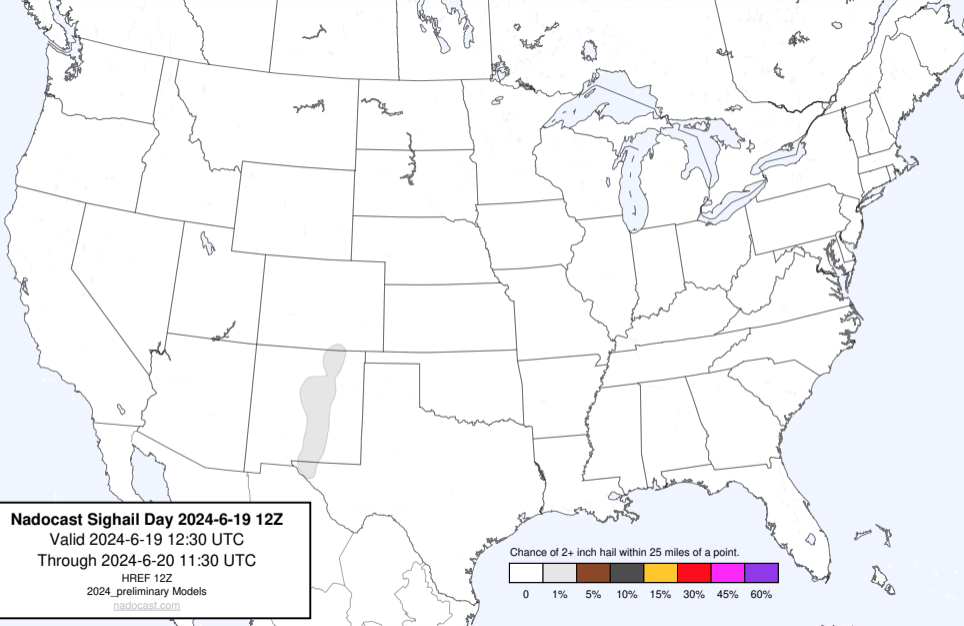 Nadocast Sighail Day 2024-6-19 12Z
Valid 2024-6-19 12:30 UTC
Through 2024-6-20 11:30 UTC
HREF 12Z
2024_preliminary Models
nadocast.com
Chance of 2+ inch hail within 25 miles of a point.
0 1% 5% 10% 15% 30% 45% 60%